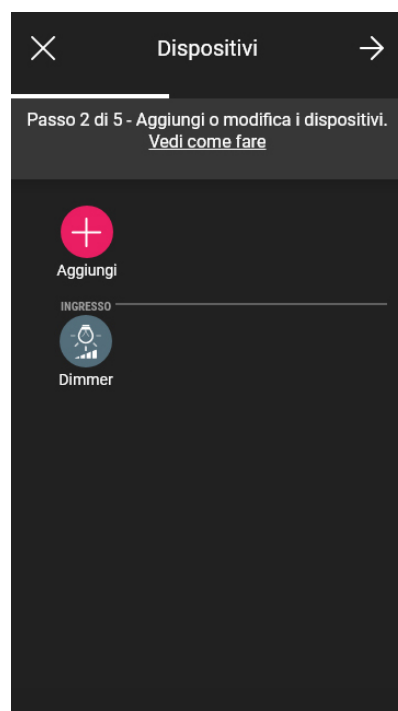 Dispositivi
Passo 2 di 5 - Aggiungi o modifica i dispositivi.
Vedi come fare
Aggiungi
INGRESSO
Dimmer